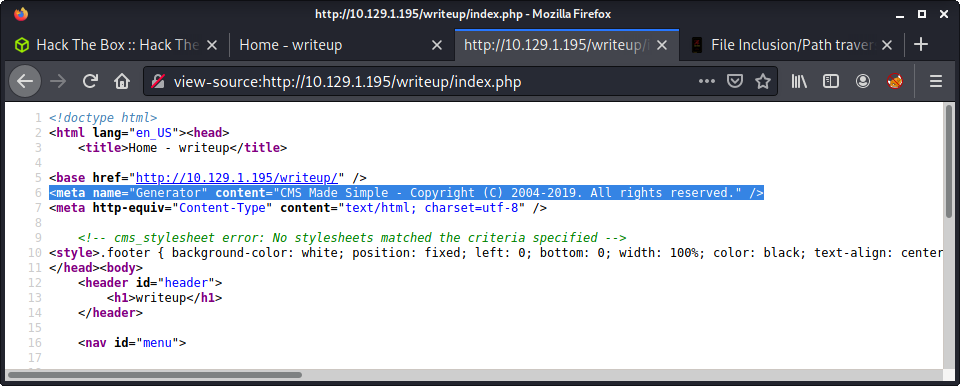 http://10.129.1.195/writeup/index.php - Mozilla Firefox
Hack The Box :: Hack The
Home - writeup
http://10.129.1.195/writeup/i
File Inclusion/Path traver
view-source:http://10.129.1.195/writeup/index.php
1 <!doctype html>
2 <html lang="en_US"><head>
3 <title>Home - writeup</title>
4
5 <base href="http://10.129.1.195/writeup/" />
6 <meta name="Generator" content="CMS Made Simple - Copyright (C) 2004-2019. All rights reserved." />
7 <meta http-equiv="Content-Type" content="text/html; charset=utf-8" />
8
9 <!-- cms_stylesheet error: No stylesheets matched the criteria specified -->
10 <style>.footer { background-color: white; position: fixed; left: 0; bottom: 0; width: 100%; color: black; text-align: center
11 </head><body>
12 <header id="header">
13 <h1>writeup</h1>
14 </header>
15
16 <nav id="menu">
17